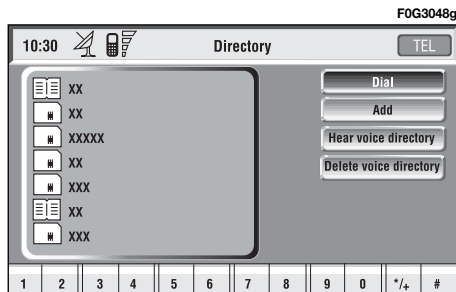 F0G3048g
10:30 Directory TEL
xx
xx
xxxxx
xx
xxx
xx
xxx
Dial
Add
Hear voice directory
Delete voice directory
1 2 3 4 5 6 7 8 9 0 */+ #